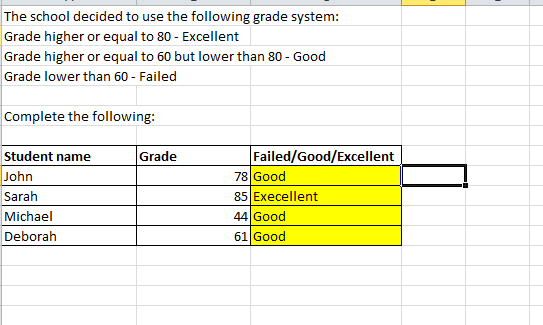 The school decided to use the following grade system:
Grade higher or equal to 80 - Excellent
Grade higher or equal to 60 but lower than 80 - Good
Grade lower than 60 - Failed
Complete the following:
Student name Grade Failed/Good/Excellent
John 78 Good
Sarah 85 Execellent
Michael 44 Good
Deborah 61 Good